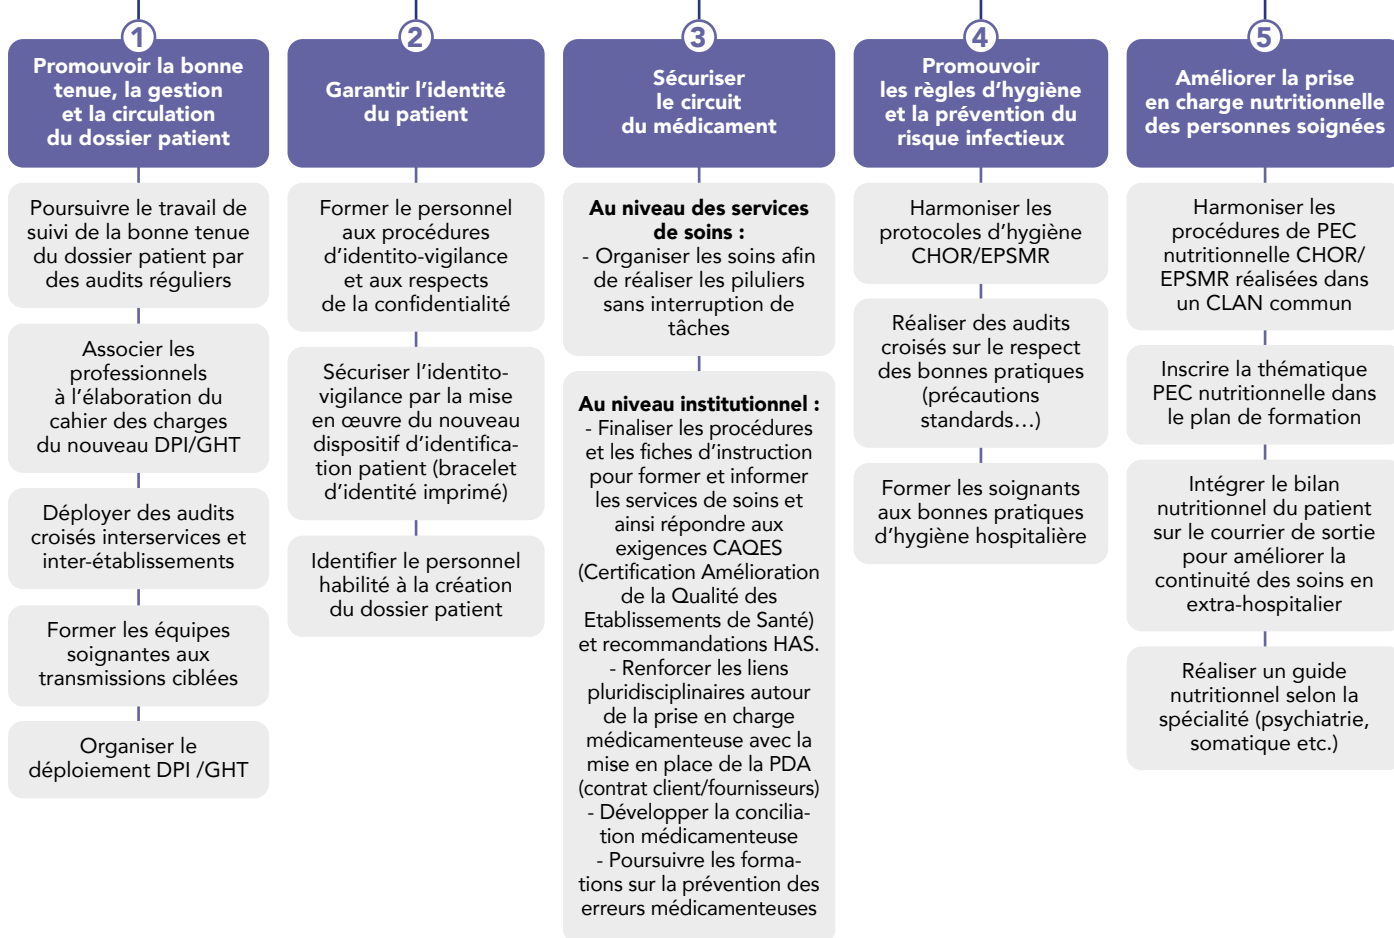 1
Promouvoir la bonne
tenue, la gestion
et la circulation
du dossier patient
Poursuivre le travail de
suivi de la bonne tenue
du dossier patient par
des audits réguliers
Associer les
professionnels
à l’élaboration du
cahier des charges
du nouveau DPI/GHT
Déployer des audits
croisés interservices et
inter-établissements
Former les équipes
soignantes aux
transmissions ciblées
Organiser le
déploiement DPI /GHT
2
Garantir l’identité
du patient
Former le personnel
aux procédures
d’identito-vigilance
et aux respects
de la confidentialité
Sécuriser l’identito-
vigilance par la mise
en œuvre du nouveau
dispositif d’identifica-
tion patient (bracelet
d’identité imprimé)
Identifier le personnel
habilité à la création
du dossier patient
3
Sécuriser
le circuit
du médicament
Au niveau des services
de soins :
- Organiser les soins afin
de réaliser les piluliers
sans interruption de
tâches
Au niveau institutionnel :
- Finaliser les procédures
et les fiches d’instruction
pour former et informer
les services de soins et
ainsi répondre aux
exigences CAQES
(Certification Amélioration
de la Qualité des
Etablissements de Santé)
et recommandations HAS.
- Renforcer les liens
pluridisciplinaires autour
de la prise en charge
médicamenteuse avec la
mise en place de la PDA
(contrat client/fournisseurs)
- Développer la concilia-
tion médicamenteuse
- Poursuivre les forma-
tions sur la prévention des
erreurs médicamenteuses
4
Promouvoir
les règles d’hygiène
et la prévention du
risque infectieux
Harmoniser les
protocoles d’hygiène
CHOR/EPSMR
Réaliser des audits
croisés sur le respect
des bonnes pratiques
(précautions
standards…)
Former les soignants
aux bonnes pratiques
d’hygiène hospitalière
5
Améliorer la prise
en charge nutritionnelle
des personnes soignées
Harmoniser les
procédures de PEC
nutritionnelle CHOR/
EPSMR réalisées dans
un CLAN commun
Inscrire la thématique
PEC nutritionnelle dans
le plan de formation
Intégrer le bilan
nutritionnel du patient
sur le courrier de sortie
pour améliorer la
continuité des soins en
extra-hospitalier
Réaliser un guide
nutritionnel selon la
spécialité (psychiatrie,
somatique etc.)